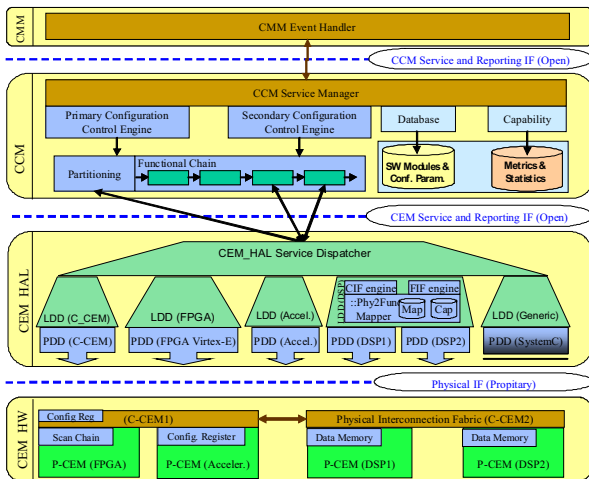 CMM
CMM Event Handler
CCM Service and Reporting IF (Open)
CCM
CCM Service Manager
Primary Configuration
Control Engine
Secondary Configuration
Control Engine
Database
Capability
Partitioning
Functional Chain
SW Modules &
Conf. Param.
Metrics &
Statistics
CEM Service and Reporting IF (Open)
CEM_HAL
CEM_HAL Service Dispatcher
LDD (C_CEM)
LDD (FPGA)
LDD (Accel.)
LDD(DSP)
CIF engine
FIF engine
::Phy2Func
Mapper
Map
Cap
LDD (Generic)
PDD (C-CEM)
PDD (FPGA Virtex-E)
PDD (Accel.)
PDD (DSP1)
PDD (DSP2)
PDD (SystemC)
Physical IF (Propitary)
CEM_HW
Config Reg
(C-CEM1)
Physical Interconnection Fabric (C-CEM2)
Scan Chain
Config. Register
Data Memory
Data Memory
P-CEM (FPGA)
P-CEM (Acceler.)
P-CEM (DSP1)
P-CEM (DSP2)